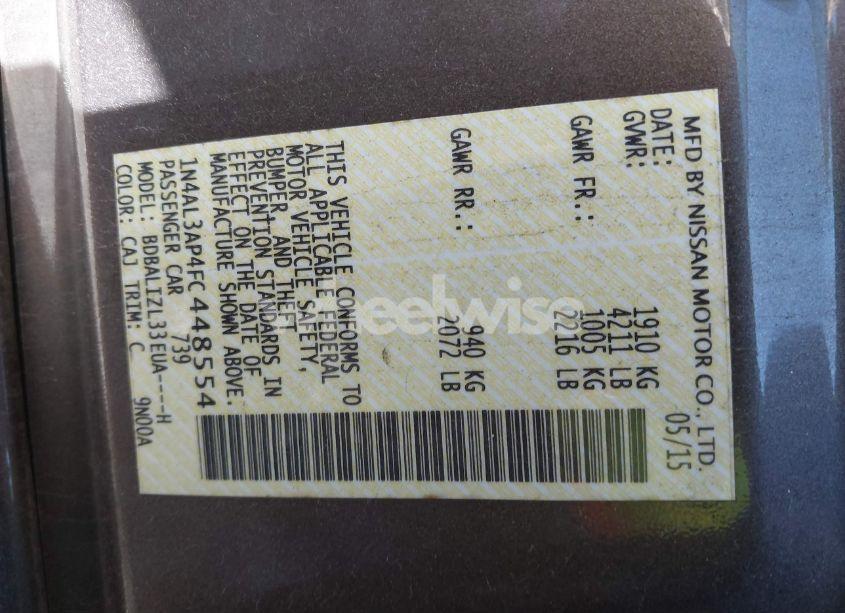 MFD BY NISSAN MOTOR CO., LTD.
DATE: 05/15
GVWR: 1910 KG
4211 LB
GAWR FR.: 1005 KG
2216 LB
GAWR RR.: 940 KG
2072 LB
THIS VEHICLE CONFORMS TO
ALL APPLICABLE FEDERAL
MOTOR VEHICLE SAFETY,
BUMPER, AND THEFT
PREVENTION STANDARDS IN
EFFECT ON THE DATE OF
MANUFACTURE SHOWN ABOVE.
1N4AL3AP4FC448554
PASSENGER CAR 739
MODEL: BDBALIZL33EUA----H
COLOR: CAJ TRIM: C 9N00A